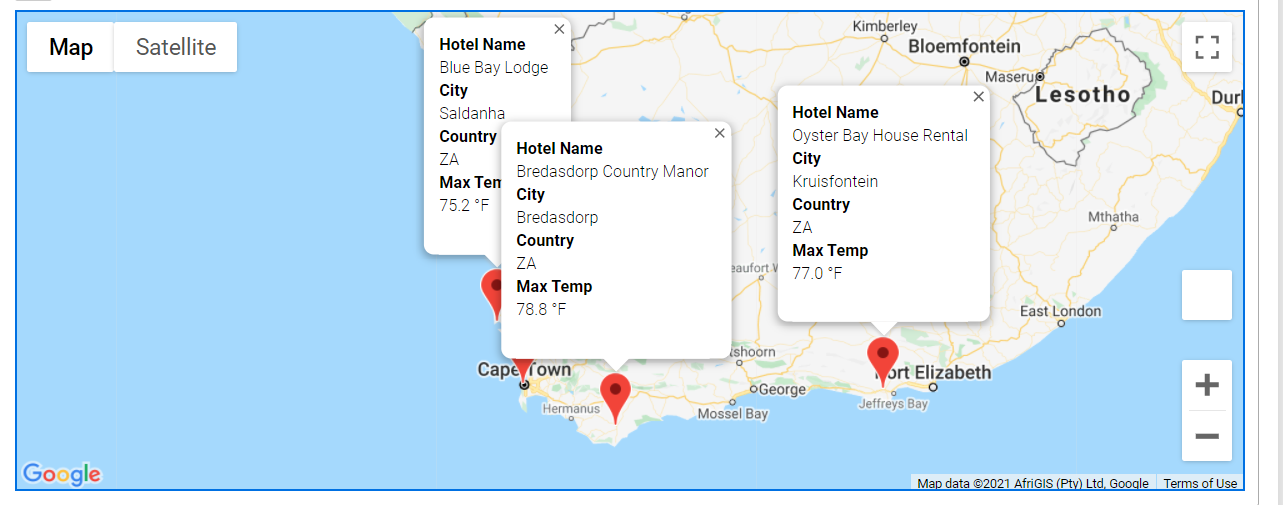 Map
Satellite
Hotel Name
Blue Bay Lodge
City
Saldanha
Country
ZA
Max Tem
75.2 °F
Hotel Name
Bredasdorp Country Manor
City
Bredasdorp
Country
ZA
Max Temp
78.8 °F
Hotel Name
Oyster Bay House Rental
City
Kruisfontein
Country
ZA
Max Temp
77.0 °F
Kimberley
Bloemfontein
Maseru
Lesotho
Dur
Mthatha
eaufort W
East London
tshoorn
Cape Town
George
ort Elizabeth
Hermanus
Mossel Bay
Jeffreys Bay
Google
Map data ©2021 AfriGIS (Pty) Ltd, Google
Terms of Use